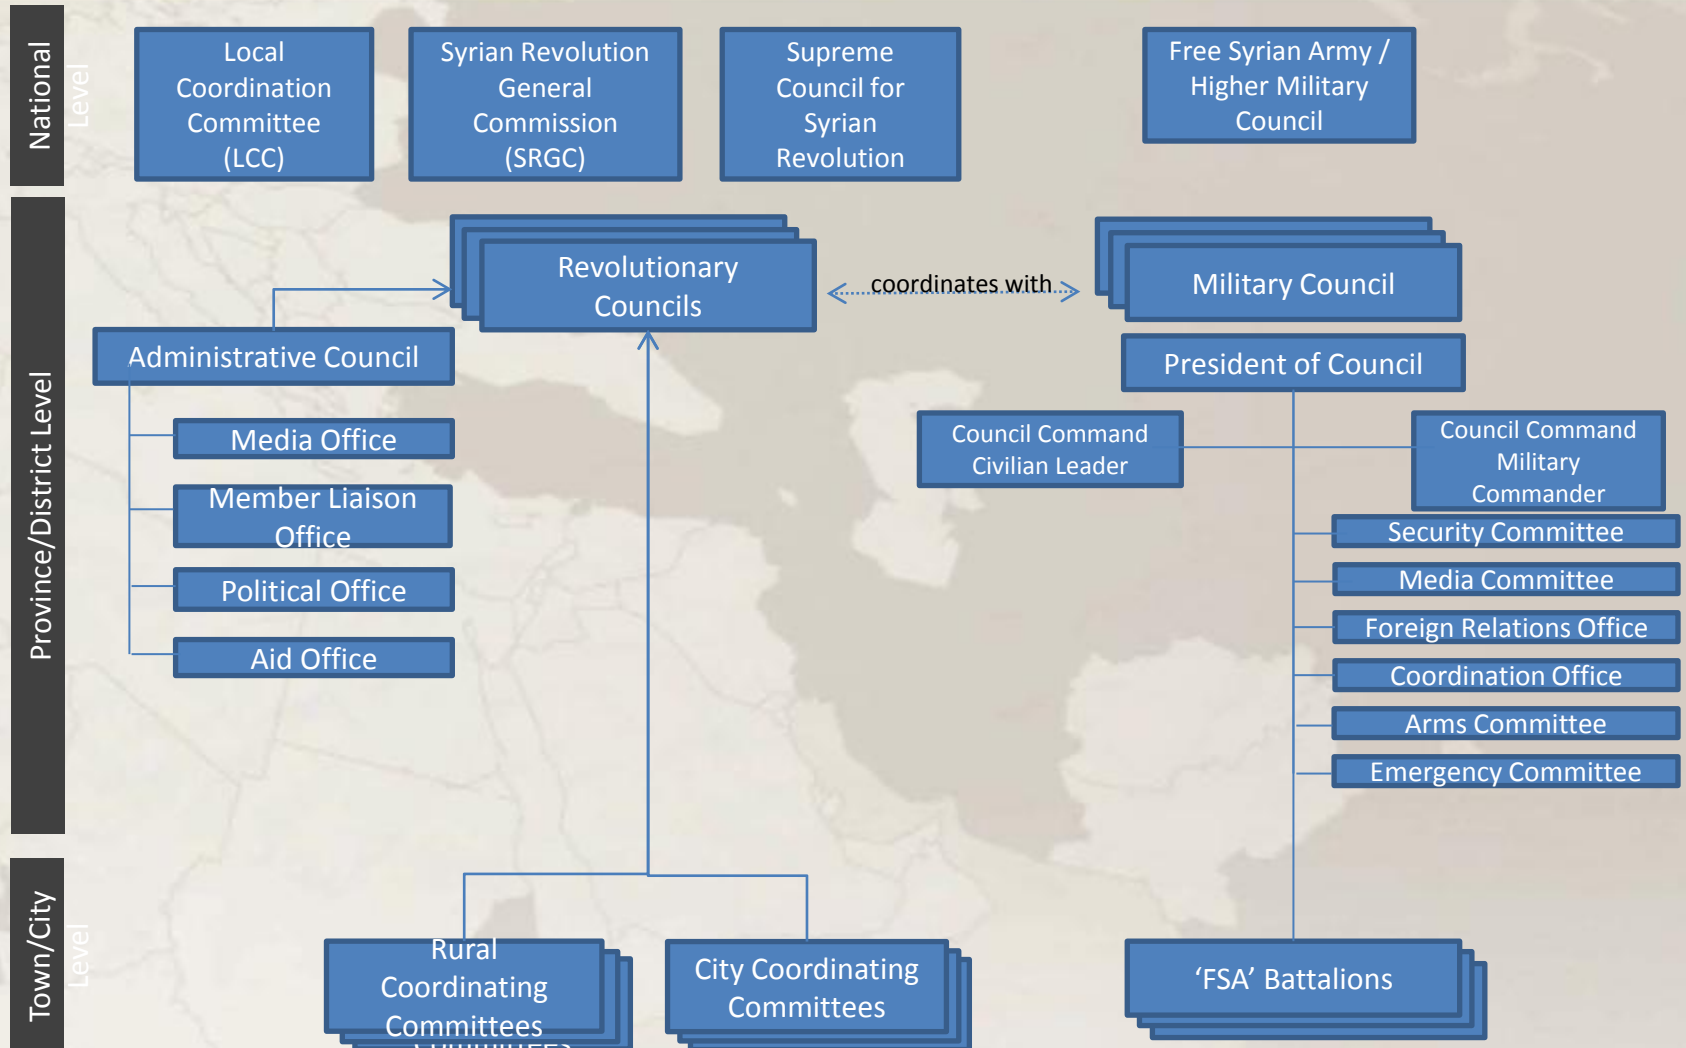 National
Level
Local
Coordination
Committee
(LCC)
Syrian Revolution
General
Commission
(SRGC)
Supreme
Council for
Syrian
Revolution
Free Syrian Army /
Higher Military
Council
Province/District Level
Revolutionary
Councils
coordinates with
Military Council
Administrative Council
Media Office
Member Liaison
Office
Political Office
Aid Office
President of Council
Council Command
Civilian Leader
Council Command
Military
Commander
Security Committee
Media Committee
Foreign Relations Office
Coordination Office
Arms Committee
Emergency Committee
Town/City
Level
Rural
Coordinating
Committees
Committees
City Coordinating
Committees
‘FSA’ Battalions